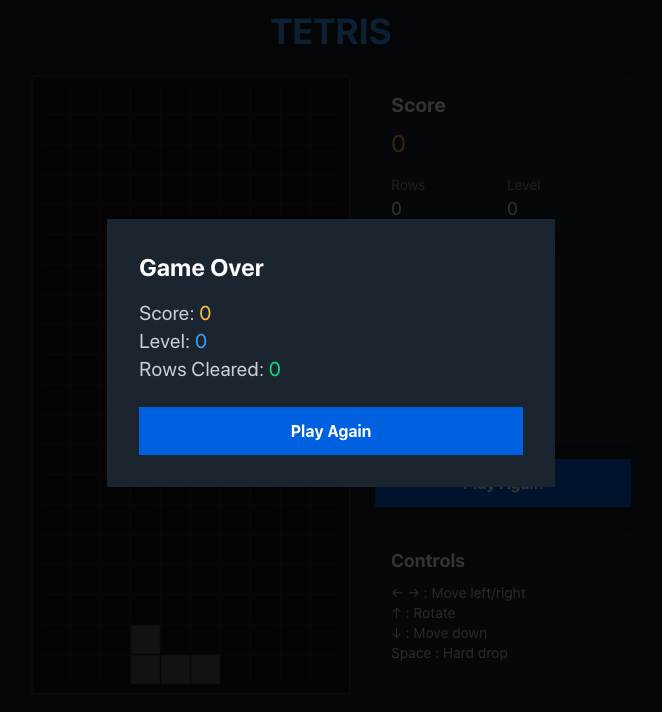 TETRIS
Score
0
Rows Level
0 0
Game Over
Score: 0
Level: 0
Rows Cleared: 0
Play Again
Play Again
Controls
← → : Move left/right
↑ : Rotate
↓ : Move down
Space : Hard drop